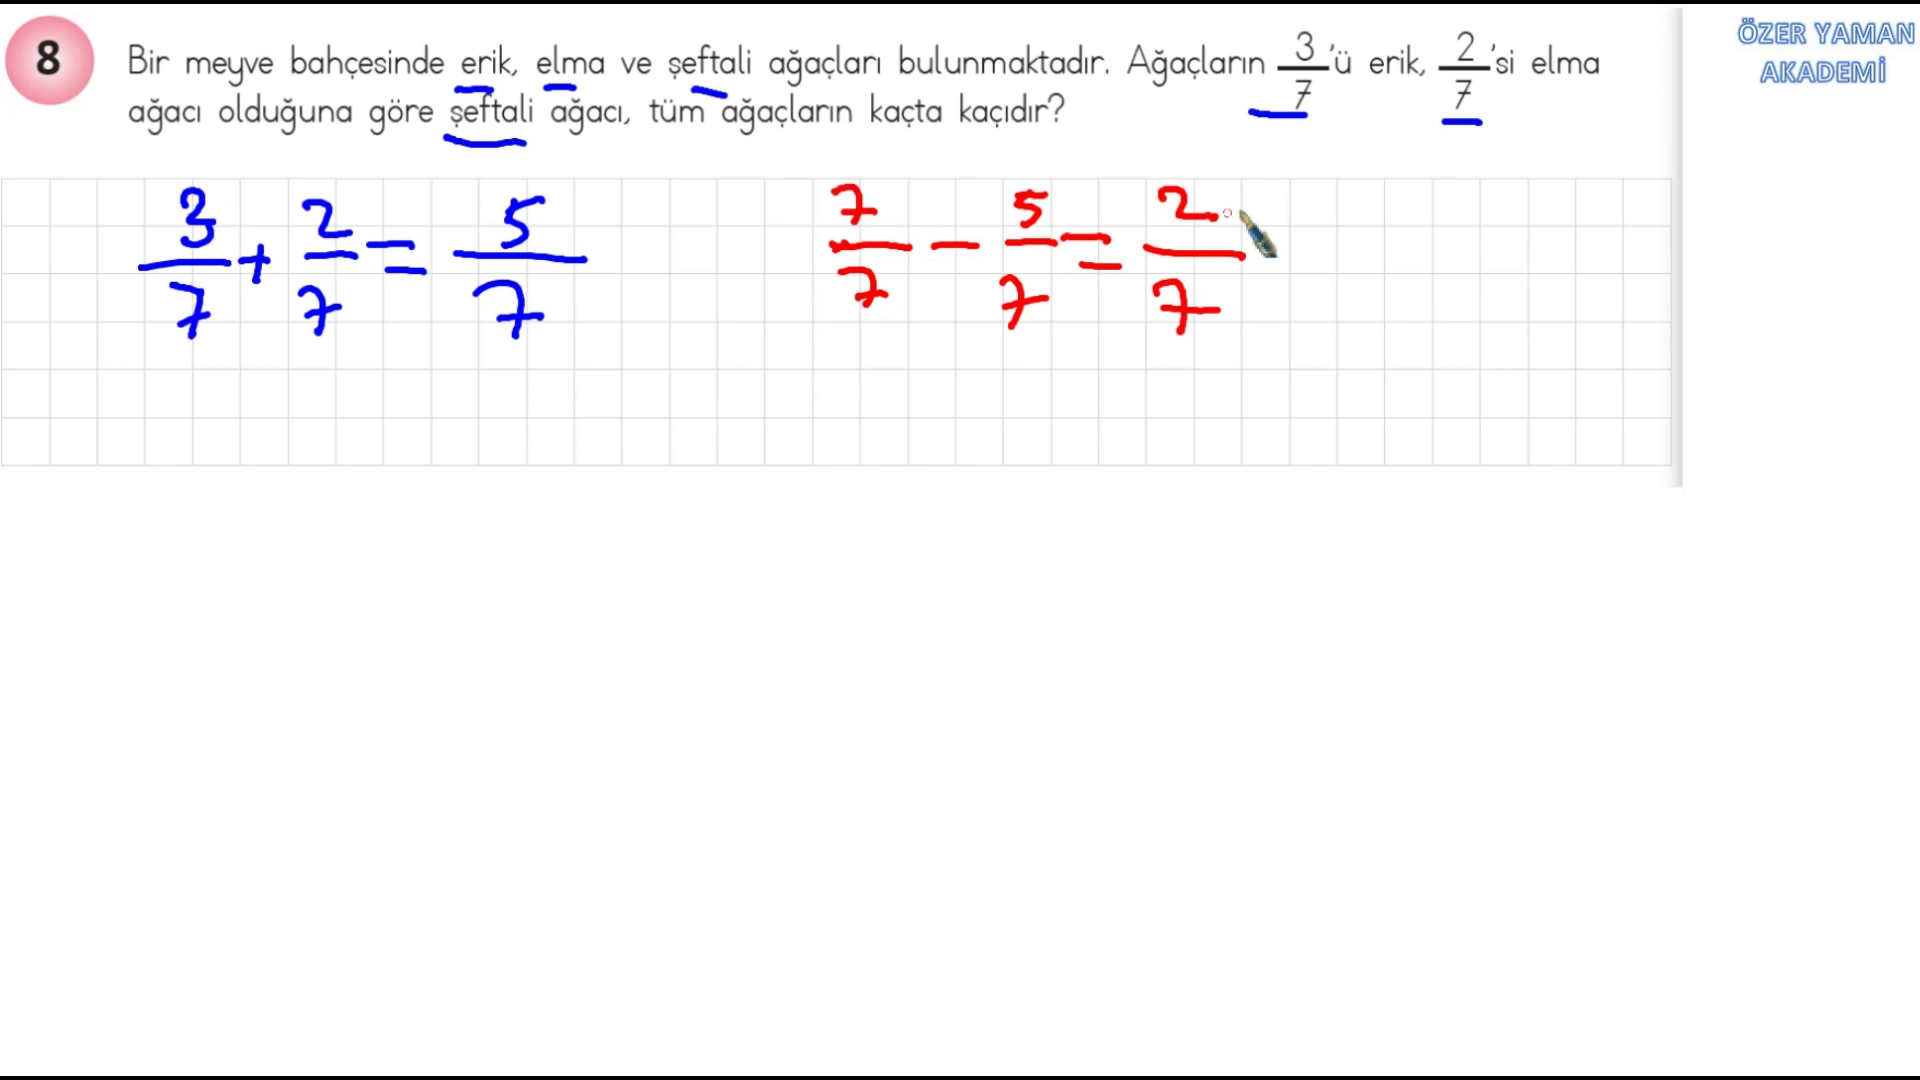 8
Bir meyve bahçesinde erik, elma ve şeftali ağaçları bulunmaktadır. Ağaçların 3/7'ü erik, 2/7'si elma
ağacı olduğuna göre şeftali ağacı, tüm ağaçların kaçta kaçıdır?
ÖZER YAMAN
AKADEMİ
3/7 + 2/7 = 5/7
7/7 - 5/7 = 2/7